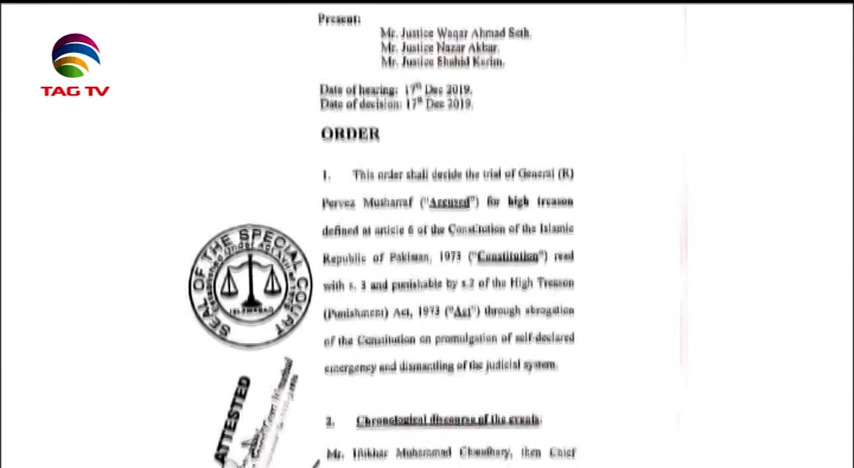 TAG TV
Present:
Mr. Justice Waqar Ahmad Seth.
Mr. Justice Nazar Akbar.
Mr. Justice Shahid Karim.
Date of hearing: 17th Dec 2019.
Date of decision: 17th Dec 2019.
ORDER
1. This order shall decide the trial of General (R)
Pervez Musharraf ("Accused") for high treason
defined at article 6 of the Constitution of the Islamic
Republic of Pakistan, 1973 ("Constitution") read
with s. 3 and punishable by s.2 of the High Treason
(Punishment) Act, 1973 ("Act") through abrogation
of the Constitution on promulgation of self-declared
emergency and dismantling of the judicial system.
SEAL OF THE SPECIAL COURT
Established Under Act
ISLAMABAD
ATTESTED
2. Chronological discourse of the events:
Mr. Iftikhar Muhammad Chaudhary, then Chief